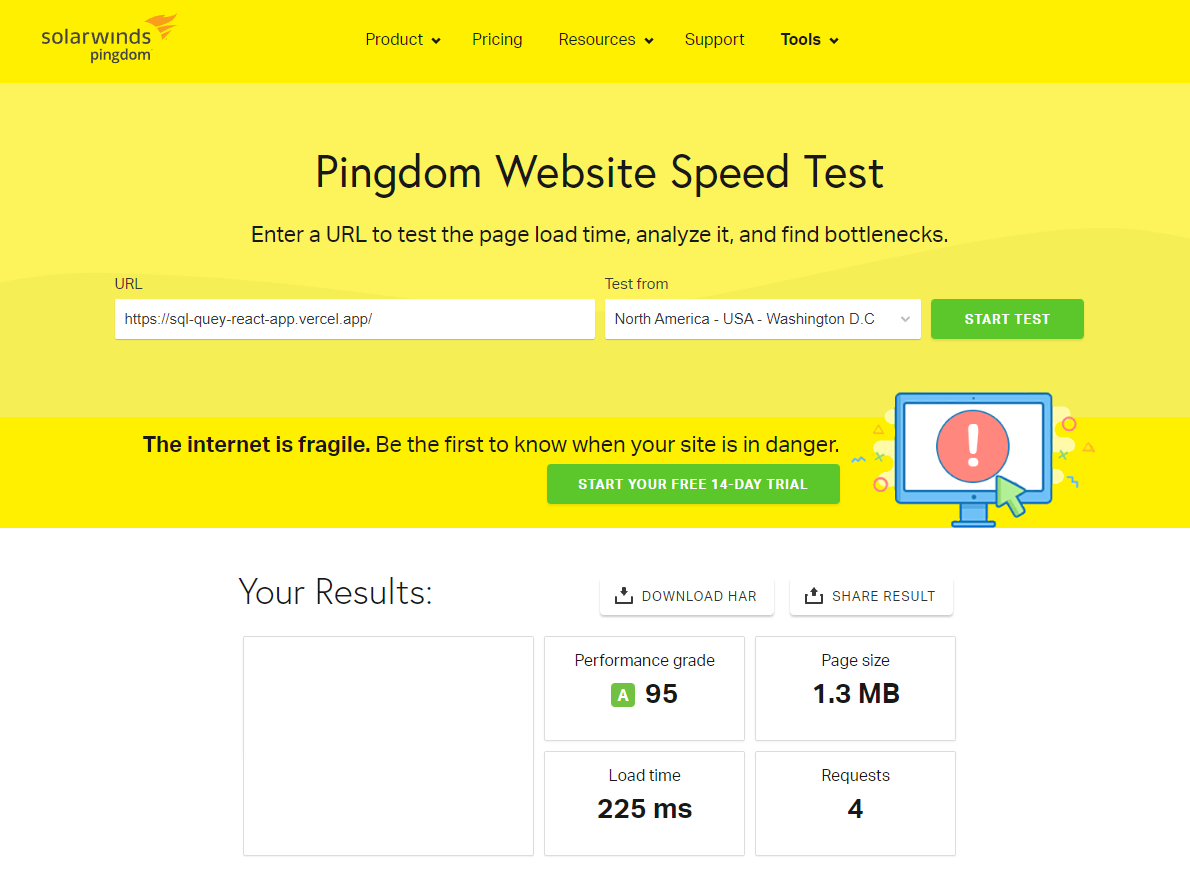 solarwinds
pingdom
Product Pricing Resources Support Tools
Pingdom Website Speed Test
Enter a URL to test the page load time, analyze it, and find bottlenecks.
URL Test from
https://sql-quey-react-app.vercel.app/ North America - USA - Washington D.C START TEST
The internet is fragile. Be the first to know when your site is in danger.
START YOUR FREE 14-DAY TRIAL
!
Your Results: DOWNLOAD HAR SHARE RESULT
Performance grade Page size
A 95 1.3 MB
Load time Requests
225 ms 4